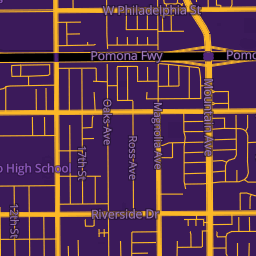 W Philadelphia St
Pomona Fwy
Pomo
Oaks-Ave
Ross-Ave
Magnolia Ave
Mountain Ave
17th-St
o High School
12th-St
Riverside Dr